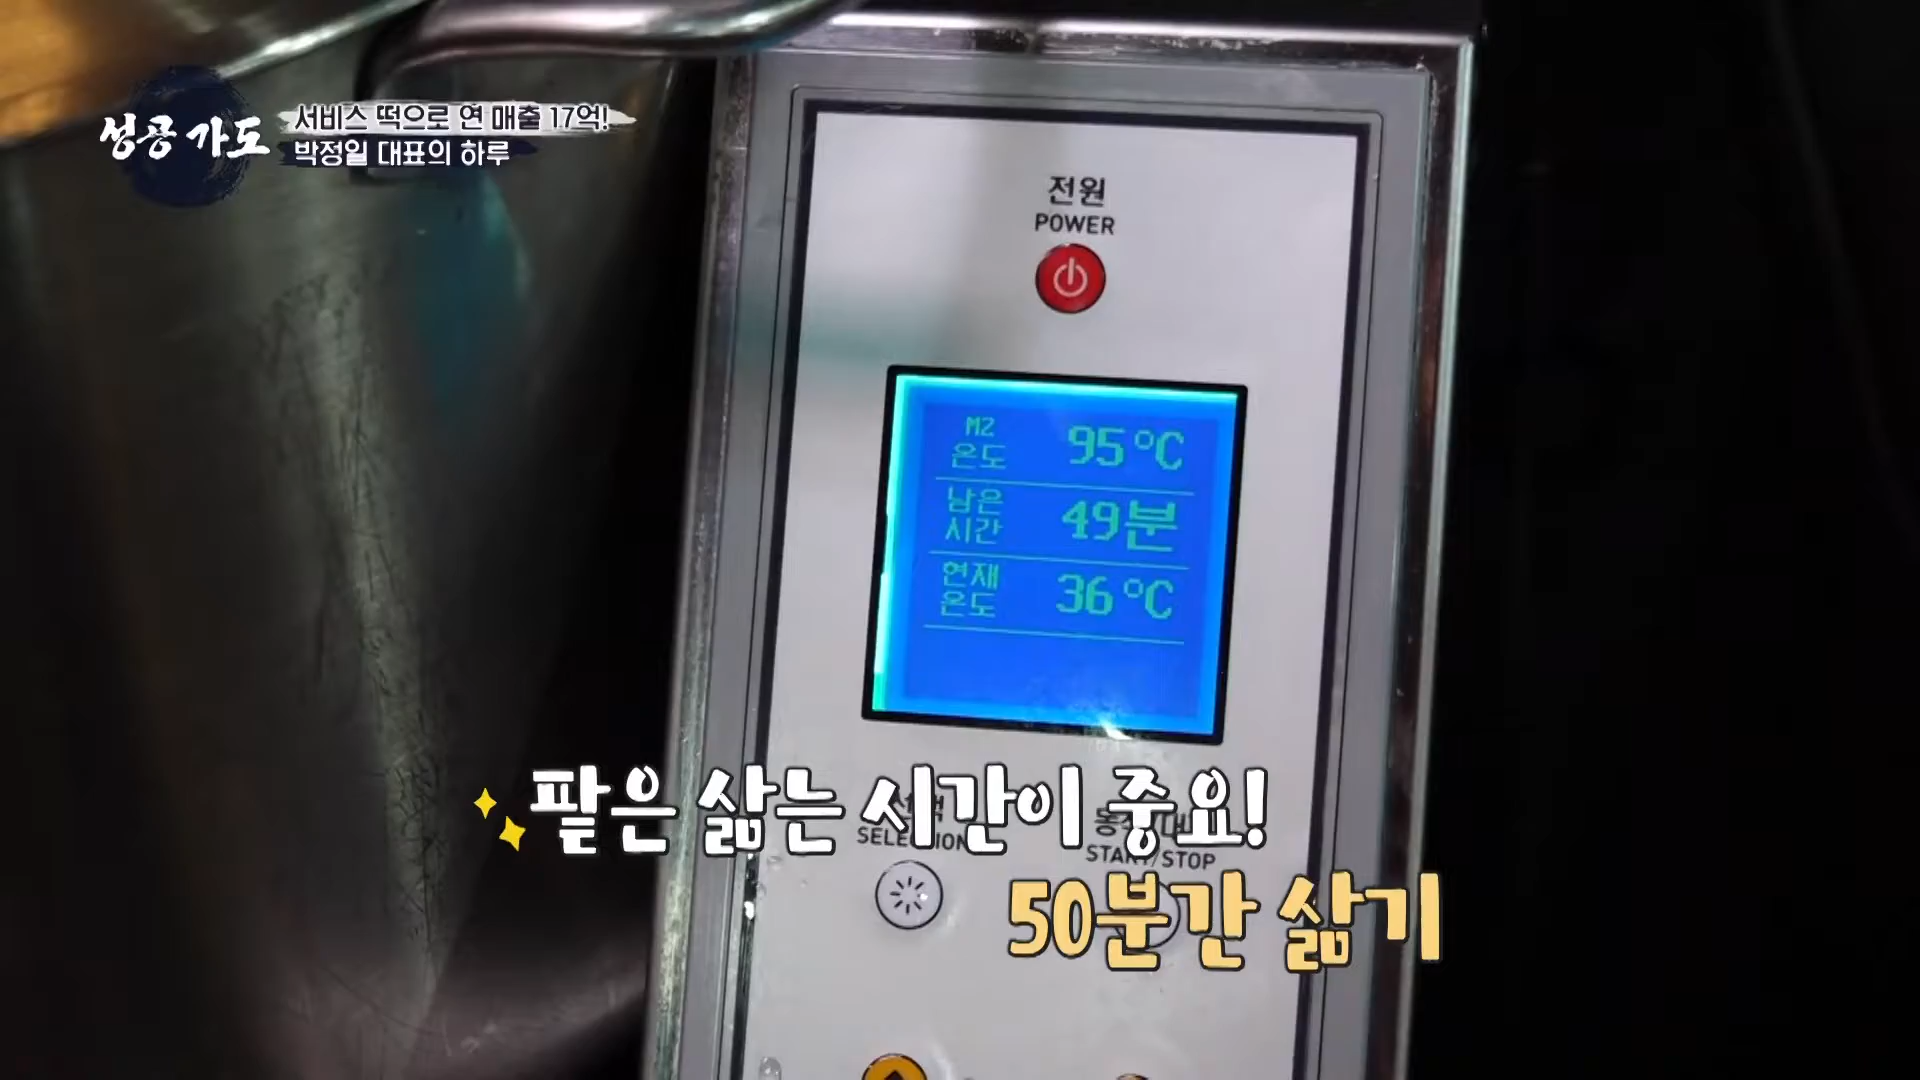 성공 가도
서비스 떡으로 연 매출 17억!
박정일 대표의 하루
전원
POWER
M2
온도 95℃
남은
시간 49분
현재
온도 36℃
팥은 삶는 시간이 중요!
SELECTION
START/STOP
50분간 삶기